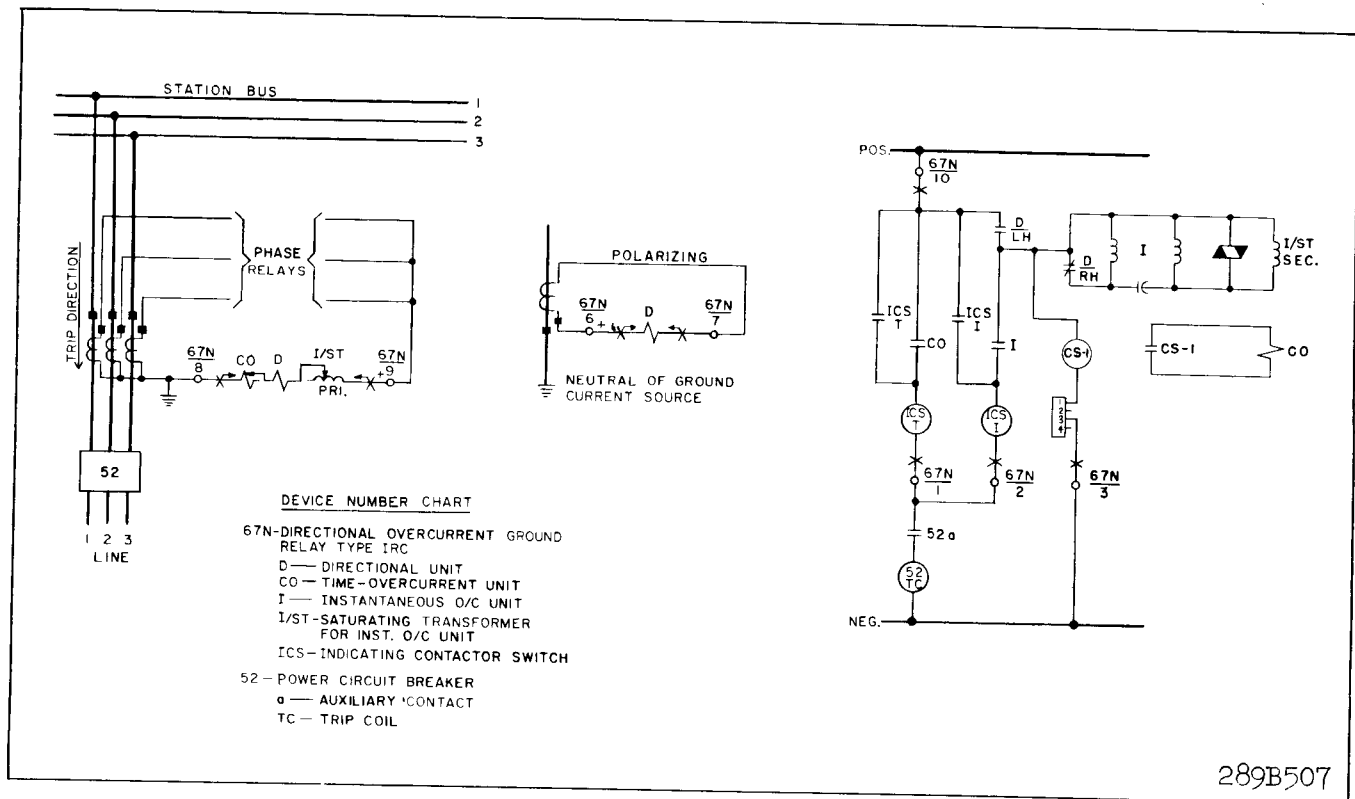 STATION BUS
1
2
3
TRIP DIRECTION
PHASE
RELAYS
67N
8
CO
D
I/ST
PRI.
67N
+9
52
1 2 3
LINE
POLARIZING
67N
6 +
D
67N
7
NEUTRAL OF GROUND
CURRENT SOURCE
DEVICE NUMBER CHART
67N-DIRECTIONAL OVERCURRENT GROUND
RELAY TYPE IRC
D — DIRECTIONAL UNIT
CO — TIME-OVERCURRENT UNIT
I — INSTANTANEOUS O/C UNIT
I/ST-SATURATING TRANSFORMER
FOR INST. O/C UNIT
ICS-INDICATING CONTACTOR SWITCH
52 - POWER CIRCUIT BREAKER
a — AUXILIARY CONTACT
TC — TRIP COIL
POS.
67N
10
D
LH
D
RH
I
I/ST
SEC.
ICS
T
CO
ICS
I
I
CS-1
CS-1
CO
ICS
T
ICS
I
1
2
3
4
67N
1
67N
2
67N
3
52a
52
TC
NEG.
289B507